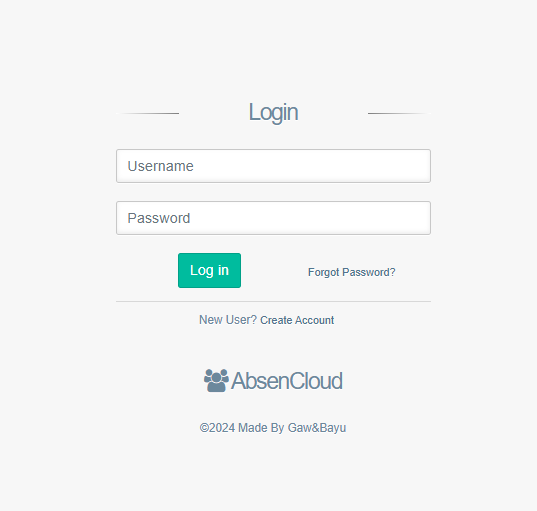 Login
Username
Password
Log in Forgot Password?
New User? Create Account
AbsenCloud
©2024 Made By Gaw&Bayu